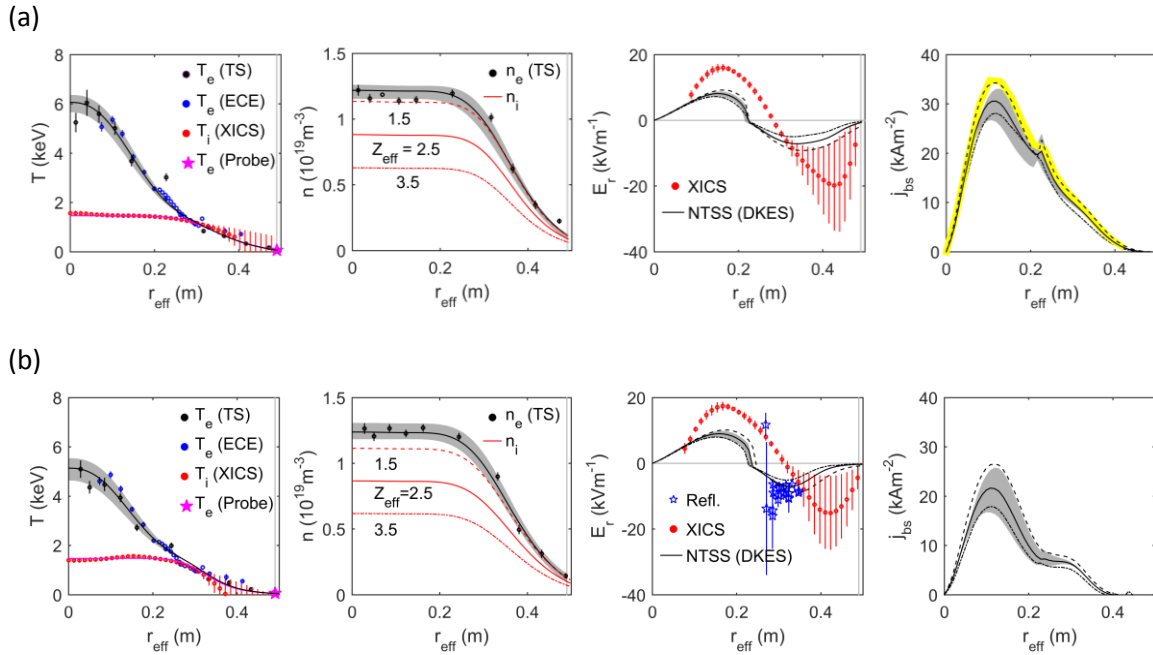 (a)
T (keV)
8
6
4
2
0
0 0.2 0.4
r_eff (m)
T_e (TS)
T_e (ECE)
T_i (XICS)
T_e (Probe)
n (10^19m^-3)
1.5
1
0.5
0
0 0.2 0.4
r_eff (m)
n_e (TS)
n_i
1.5
Z_eff = 2.5
3.5
E_r (kVm^-1)
20
0
-20
-40
0 0.2 0.4
r_eff (m)
XICS
NTSS (DKES)
j_bs (kAm^-2)
40
30
20
10
0
0 0.2 0.4
r_eff (m)
(b)
T (keV)
8
6
4
2
0
0 0.2 0.4
r_eff (m)
T_e (TS)
T_e (ECE)
T_i (XICS)
T_e (Probe)
n (10^19m^-3)
1.5
1
0.5
0
0 0.2 0.4
r_eff (m)
n_e (TS)
n_i
1.5
Z_eff=2.5
3.5
E_r (kVm^-1)
20
0
-20
-40
0 0.2 0.4
r_eff (m)
Refl.
XICS
NTSS (DKES)
j_bs (kAm^-2)
40
30
20
10
0
0 0.2 0.4
r_eff (m)